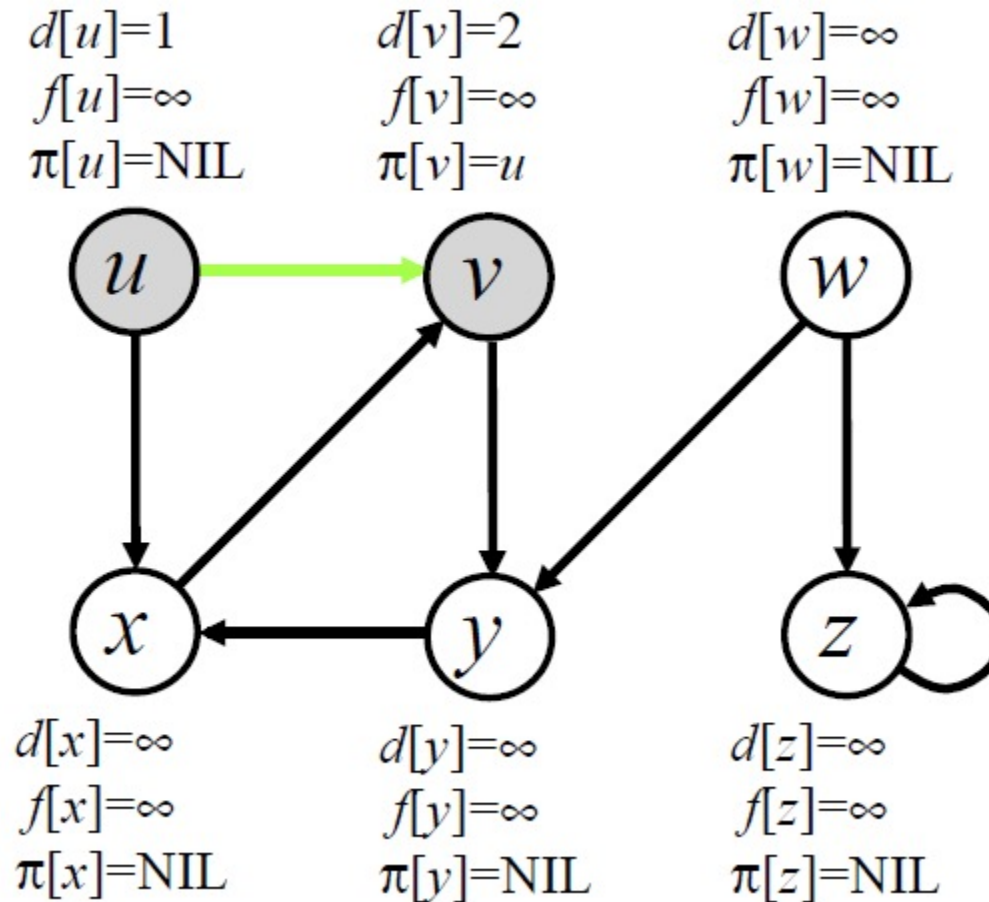 d[u]=1
f[u]=∞
π[u]=NIL
d[v]=2
f[v]=∞
π[v]=u
d[w]=∞
f[w]=∞
π[w]=NIL
u
v
w
x
y
z
d[x]=∞
f[x]=∞
π[x]=NIL
d[y]=∞
f[y]=∞
π[y]=NIL
d[z]=∞
f[z]=∞
π[z]=NIL